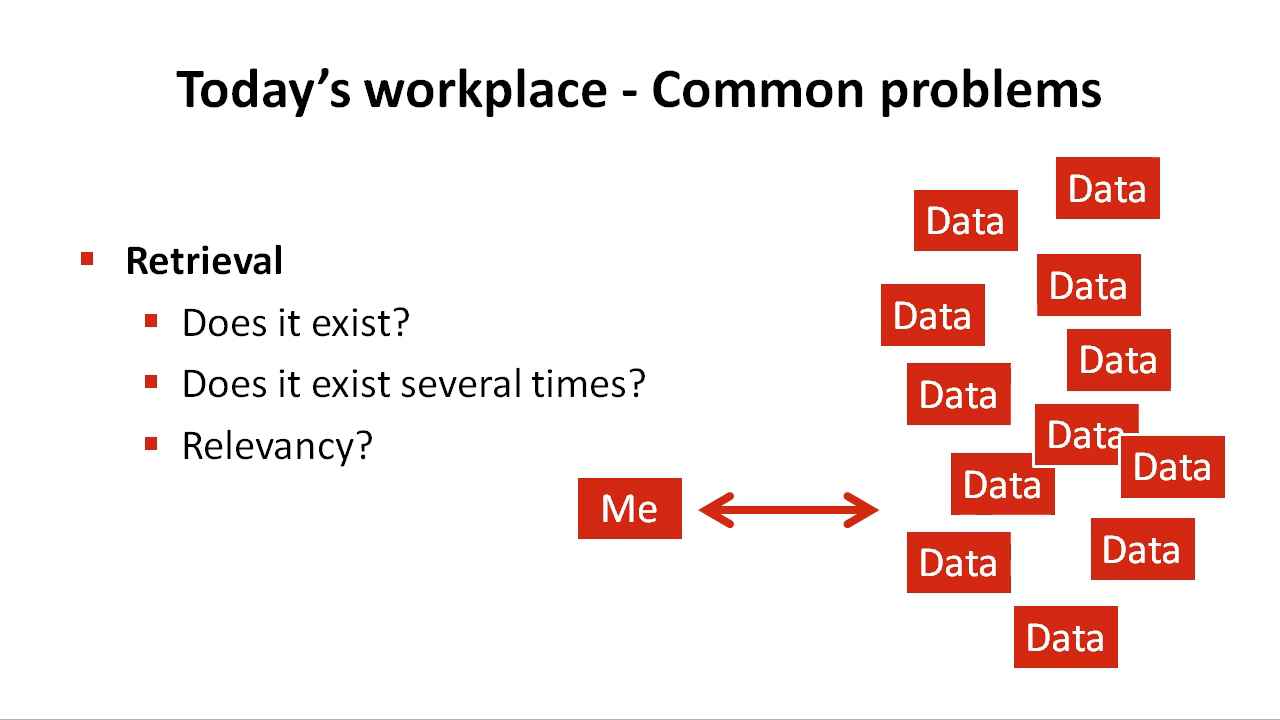 Today’s workplace - Common problems
Retrieval
Does it exist?
Does it exist several times?
Relevancy?
Me
Data
Data
Data
Data
Data
Data
Data
Data
Data
Data
Data
Data